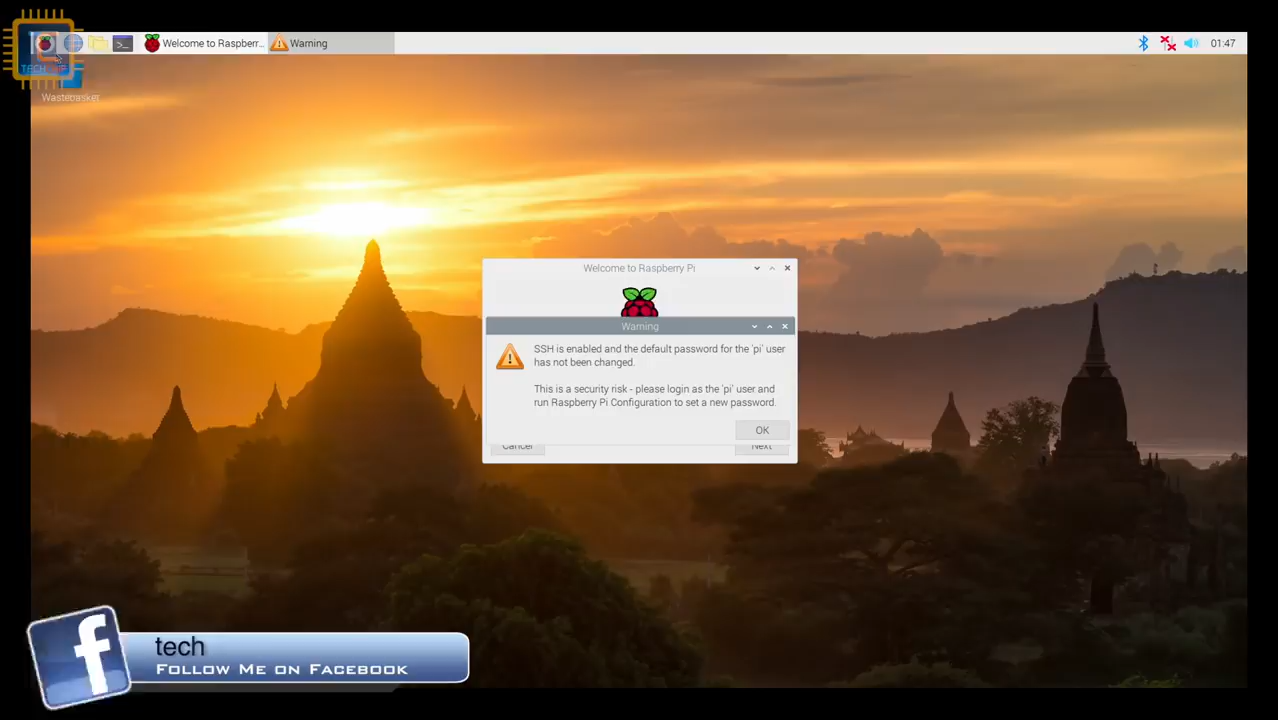 TECH
Welcome to Raspberr...
Warning
01:47
Wastebasket
Welcome to Raspberry Pi
Warning
SSH is enabled and the default password for the 'pi' user
has not been changed.
This is a security risk - please login as the 'pi' user and
run Raspberry Pi Configuration to set a new password.
OK
Cancel
Next
tech
FOLLOW ME ON FACEBOOK